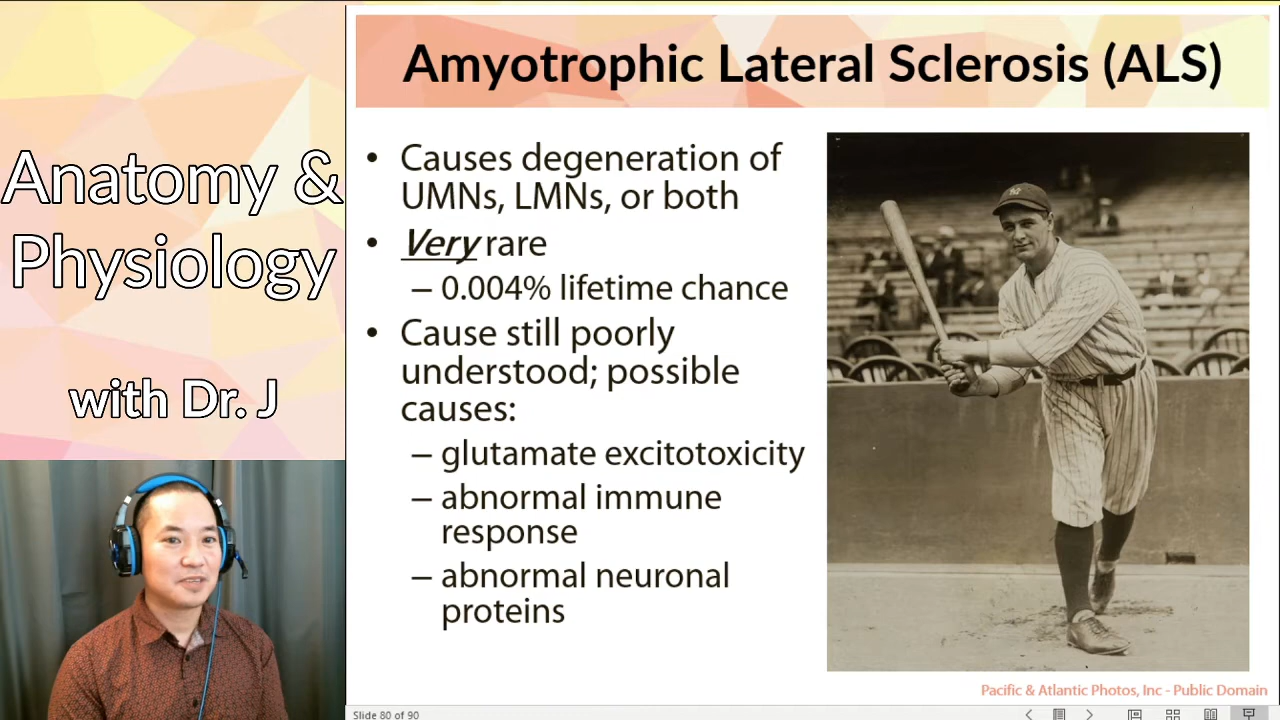 Anatomy &
Physiology
with Dr. J
Amyotrophic Lateral Sclerosis (ALS)
• Causes degeneration of
UMNs, LMNs, or both
• Very rare
– 0.004% lifetime chance
• Cause still poorly
understood; possible
causes:
– glutamate excitotoxicity
– abnormal immune
response
– abnormal neuronal
proteins
Pacific & Atlantic Photos, Inc - Public Domain
Slide 80 of 90